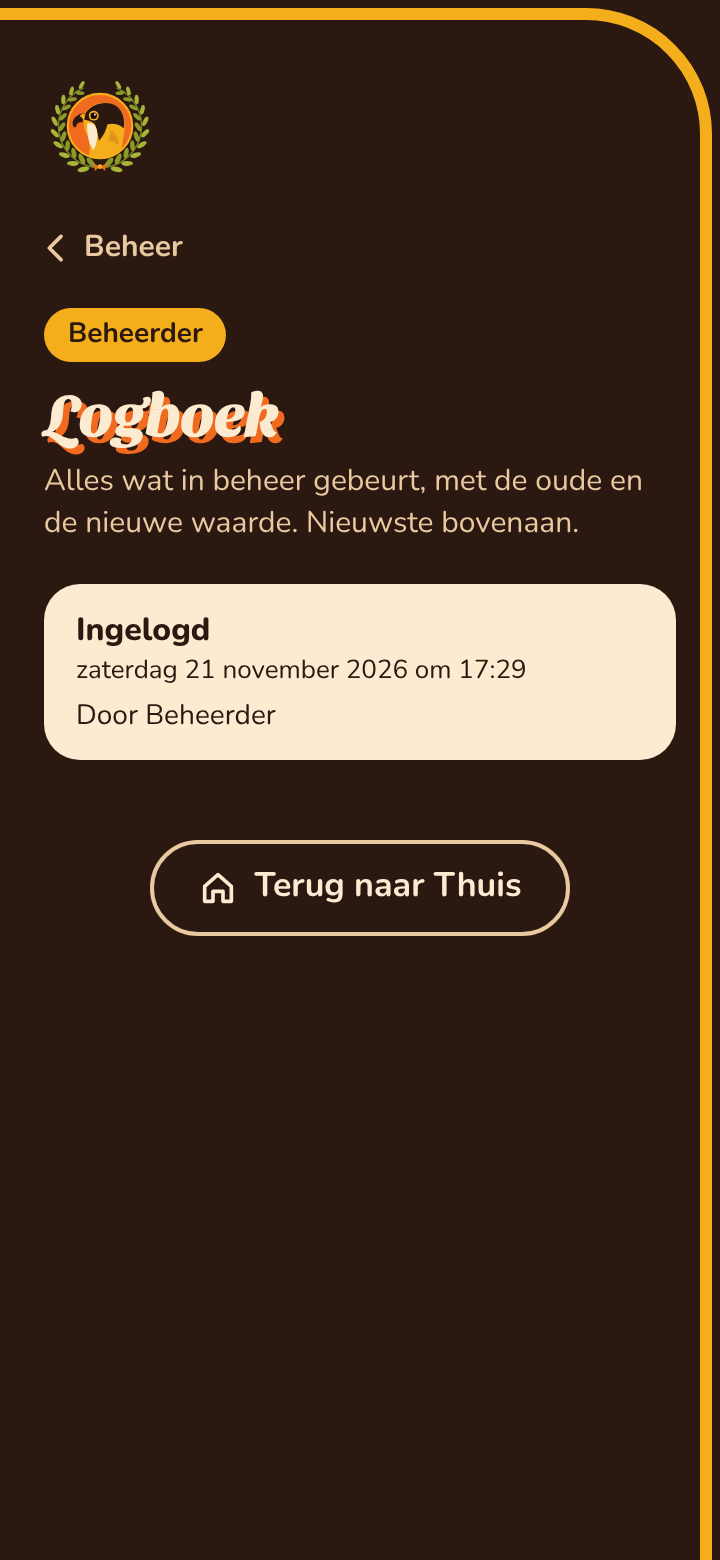 Beheer
Beheerder
Logboek
Alles wat in beheer gebeurt, met de oude en
de nieuwe waarde. Nieuwste bovenaan.
Ingelogd
zaterdag 21 november 2026 om 17:29
Door Beheerder
Terug naar Thuis